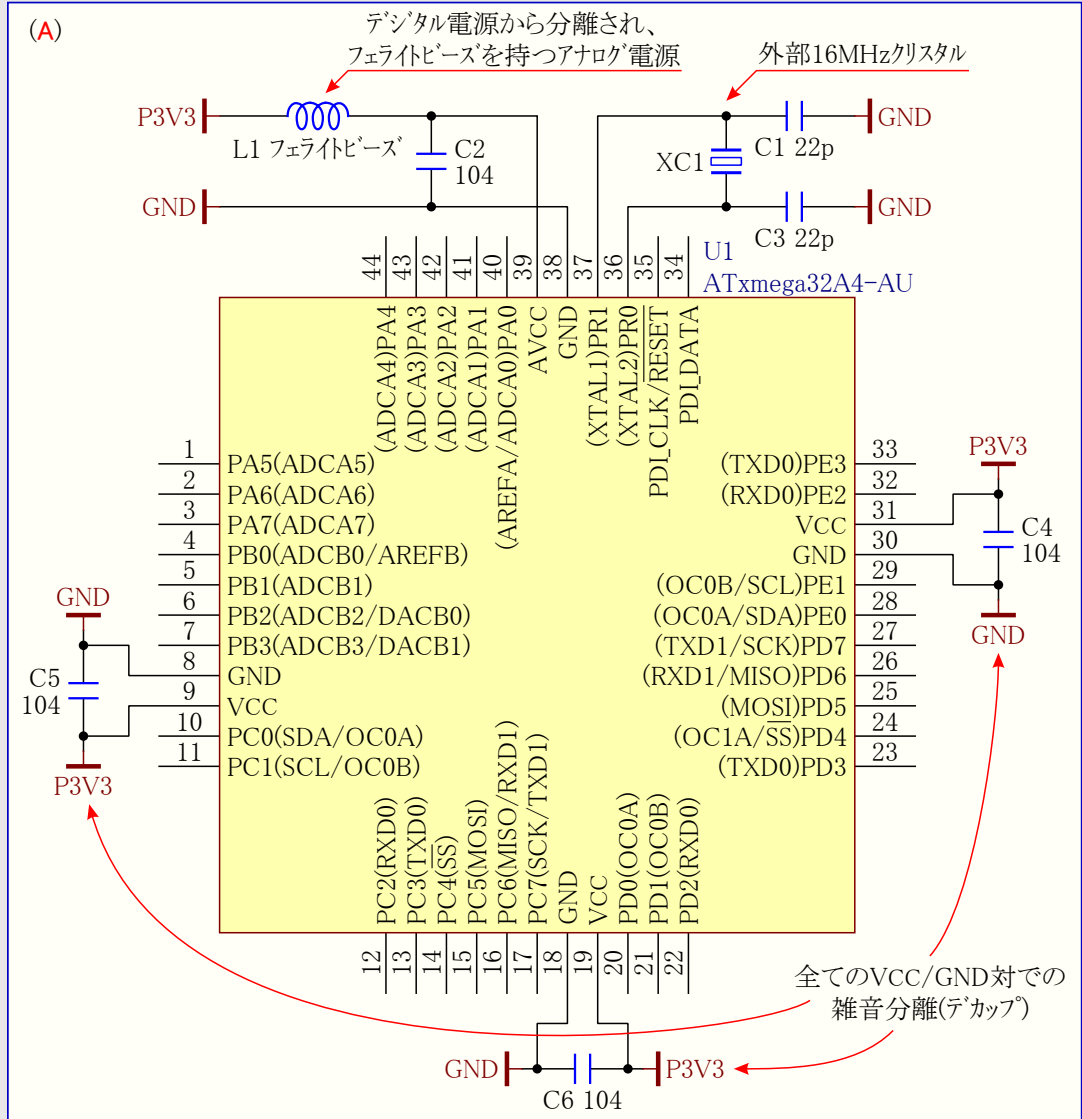 (A)
デジタル電源から分離され、
フェライトビーズを持つアナログ電源
外部16MHzクリスタル
P3V3
L1 フェライトビーズ
C2
104
GND
XC1
C1 22p
GND
C3 22p
GND
U1
ATxmega32A4-AU
44
43
42
41
40
39
38
37
36
35
34
(ADCA4)PA4
(ADCA3)PA3
(ADCA2)PA2
(ADCA1)PA1
(AREFA/ADCA0)PA0
AVCC
GND
(XTAL1)PR1
(XTAL2)PR0
PDI_CLK/RESET
PDI_DATA
1 PA5(ADCA5)
2 PA6(ADCA6)
3 PA7(ADCA7)
4 PB0(ADCB0/AREFB)
5 PB1(ADCB1)
6 PB2(ADCB2/DACB0)
7 PB3(ADCB3/DACB1)
8 GND
9 VCC
10 PC0(SDA/OC0A)
11 PC1(SCL/OC0B)
GND
C5
104
P3V3
(TXD0)PE3 33
(RXD0)PE2 32
VCC 31
GND 30
(OC0B/SCL)PE1 29
(OC0A/SDA)PE0 28
(TXD1/SCK)PD7 27
(RXD1/MISO)PD6 26
(MOSI)PD5 25
(OC1A/SS)PD4 24
(TXD0)PD3 23
P3V3
C4
104
GND
PC2(RXD0)
PC3(TXD0)
PC4(SS)
PC5(MOSI)
PC6(MISO/RXD1)
PC7(SCK/TXD1)
GND
VCC
PD0(OC0A)
PD1(OC0B)
PD2(RXD0)
12
13
14
15
16
17
18
19
20
21
22
全てのVCC/GND対での
雑音分離(デカップ)
GND
C6 104
P3V3